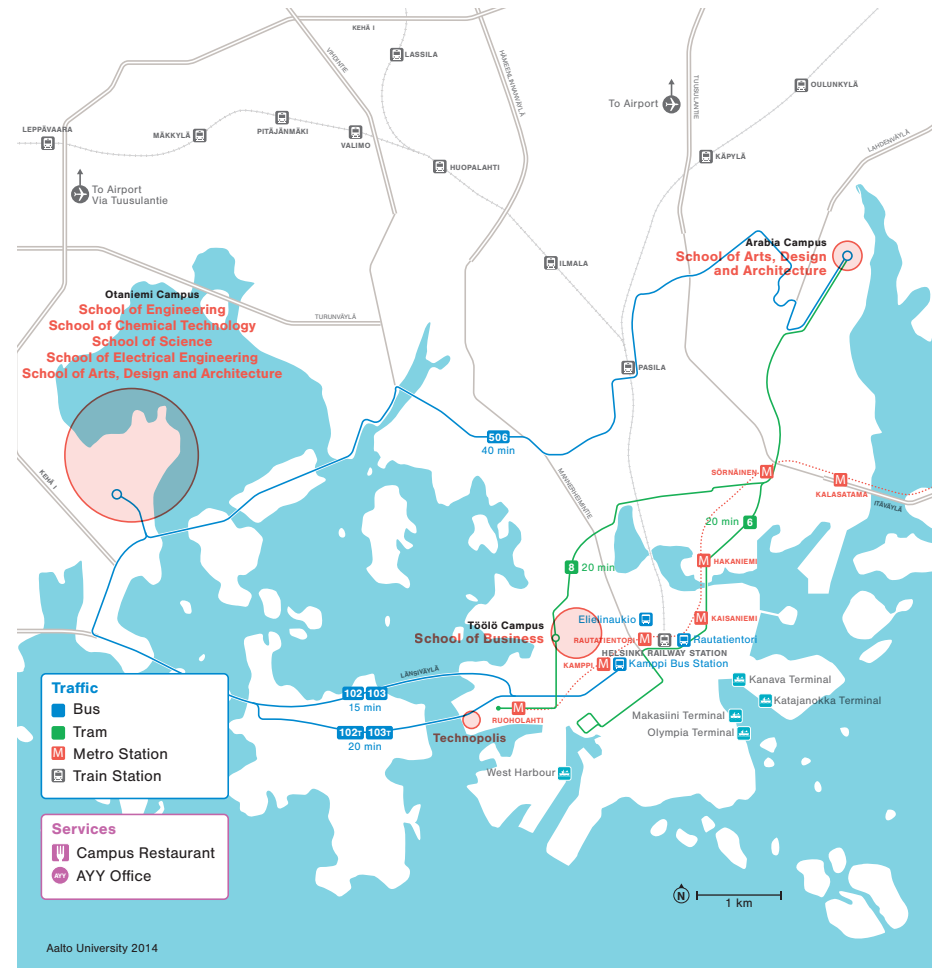 KEHÄ I
LASSILA
VIHDINTIE
HÄMEENLINNANVÄYLÄ
To Airport
TUUSULANTIE
OULUNKYLÄ
LEPPÄVAARA
MÄKKYLÄ
PITÄJÄNMÄKI
VALIMO
HUOPALAHTI
KÄPYLÄ
LAHDENVÄYLÄ
To Airport
Via Tuusulantie
ILMALA
Arabia Campus
School of Arts, Design
and Architecture
Otaniemi Campus
School of Engineering
School of Chemical Technology
School of Science
School of Electrical Engineering
School of Arts, Design and Architecture
TURUNVÄYLÄ
PASILA
506
40 min
KEHÄ I
MANNERHEIMINTIE
SÖRNÄINEN
M
M
KALASATAMA
ITÄVÄYLÄ
20 min 6
8 20 min
M HAKANIEMI
Töölö Campus
School of Business
Elielinaukio
M KAISANIEMI
RAUTATIENTORI M
Rautatientori
HELSINKI RAILWAY STATION
KAMPPI M
Kamppi Bus Station
LÄNSIVÄYLÄ
102 103
15 min
M
RUOHOLAHTI
102T 103T
20 min
Technopolis
Kanava Terminal
Katajanokka Terminal
Makasiini Terminal
Olympia Terminal
West Harbour
Traffic
Bus
Tram
M Metro Station
Train Station
Services
Campus Restaurant
AYY AYY Office
N
1 km
Aalto University 2014